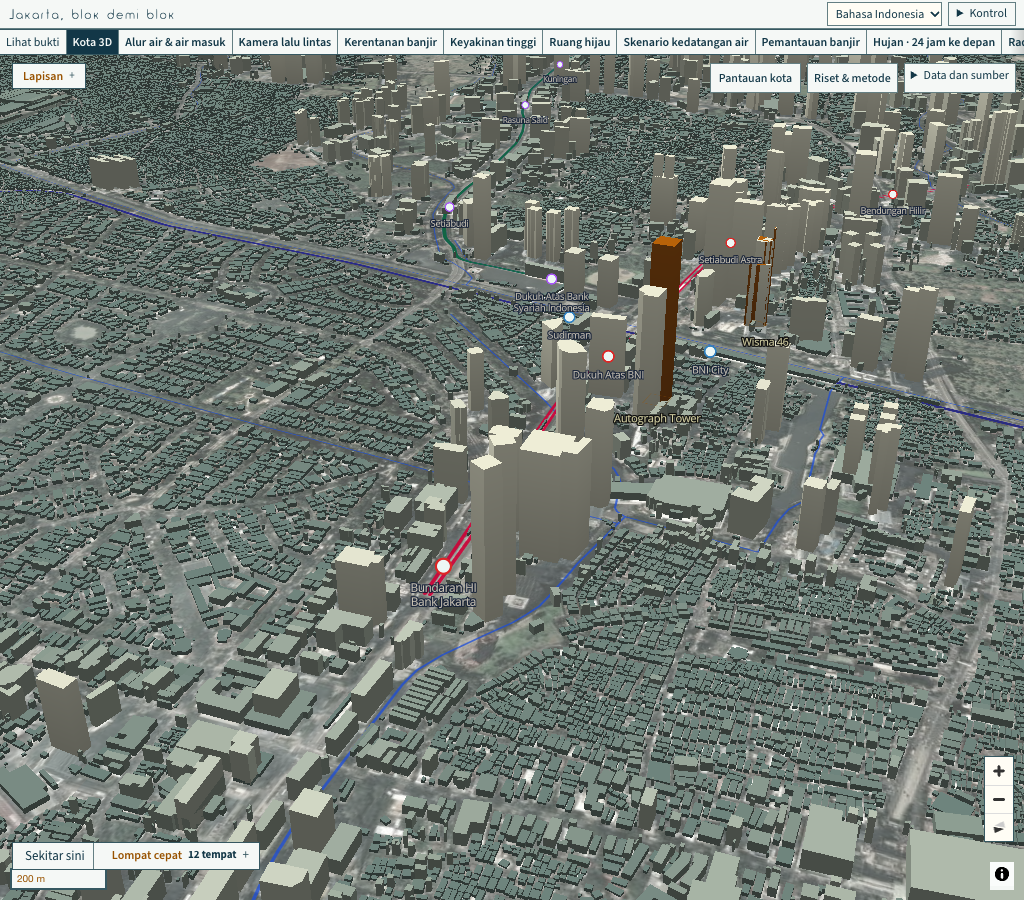 Jakarta, blok demi blok
Bahasa Indonesia
Kontrol
Lihat bukti
Kota 3D
Alur air & air masuk
Kamera lalu lintas
Kerentanan banjir
Keyakinan tinggi
Ruang hijau
Skenario kedatangan air
Pemantauan banjir
Hujan · 24 jam ke depan
Lapisan +
Pantauan kota
Riset & metode
Data dan sumber
Kuningan
Rasuna Said
Setiabudi
Bendungan Hilir
Setiabudi Astra
Dukuh Atas Bank
Syariah Indonesia
Sudirman
Wisma 46
Dukuh Atas BNI
BNI City
Autograph Tower
Bundaran HI
Bank Jakarta
Sekitar sini
Lompat cepat 12 tempat +
200 m